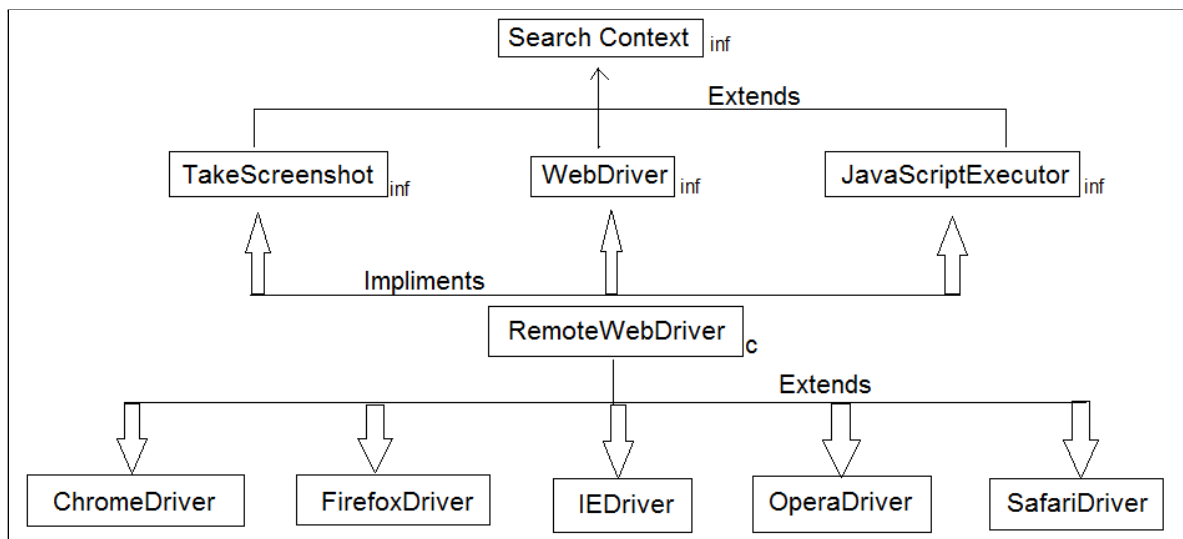 Search Context inf
Extends
TakeScreenshot inf
WebDriver inf
JavaScriptExecutor inf
Impliments
RemoteWebDriver c
Extends
ChromeDriver
FirefoxDriver
IEDriver
OperaDriver
SafariDriver